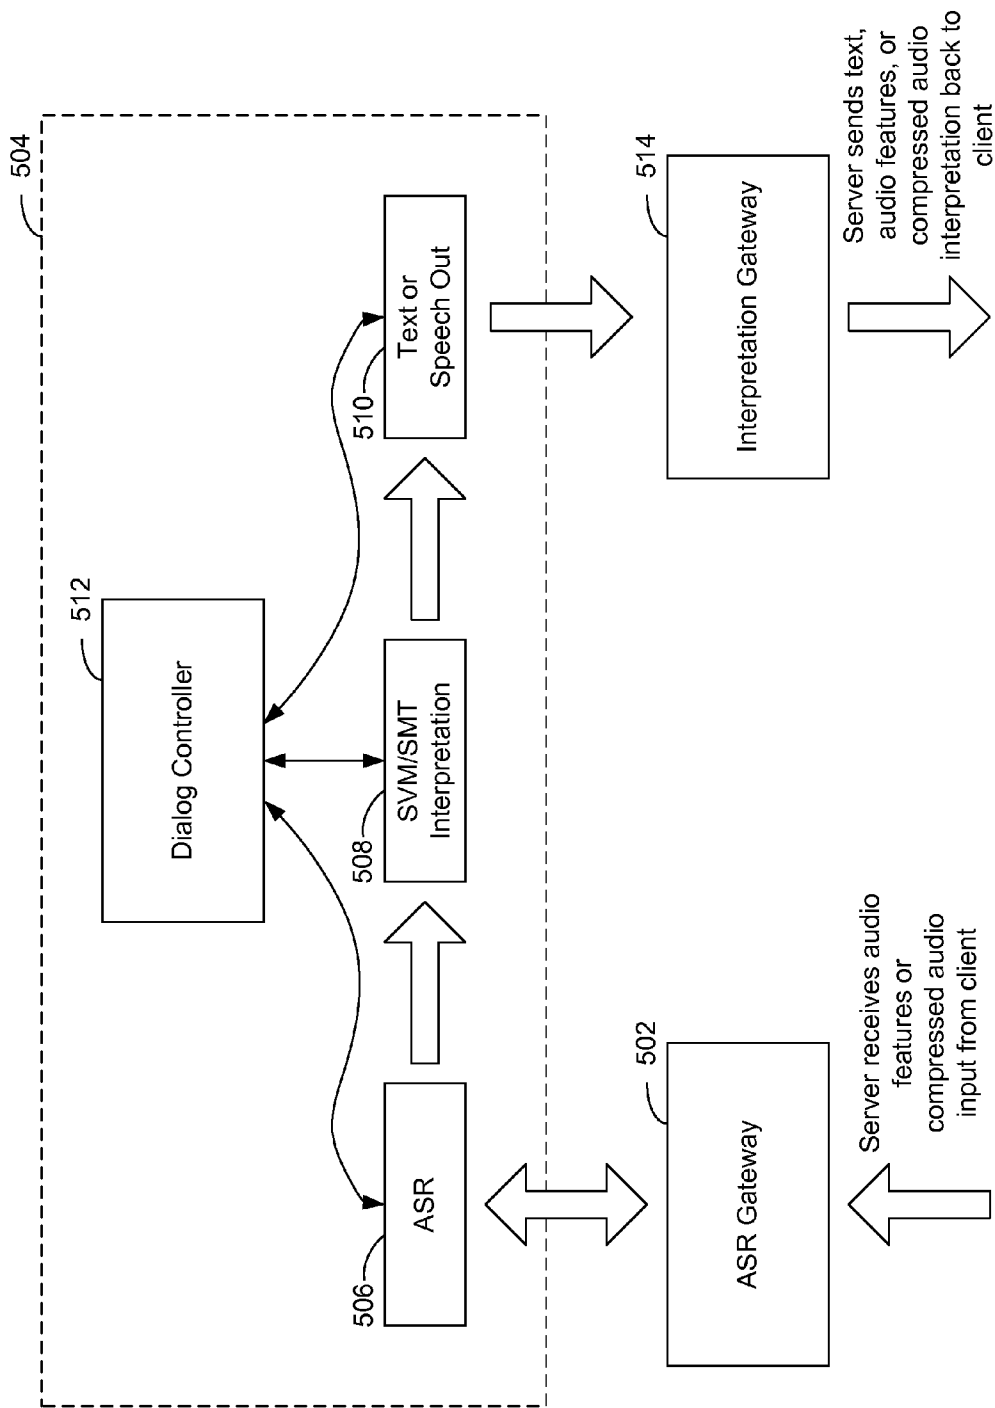 504
512
Dialog Controller
506
ASR
508
SVM/SMT
Interpretation
510
Text or
Speech Out
502
ASR Gateway
514
Interpretation Gateway
Server receives audio
features or
compressed audio
input from client
Server sends text,
audio features, or
compressed audio
interpretation back to
client